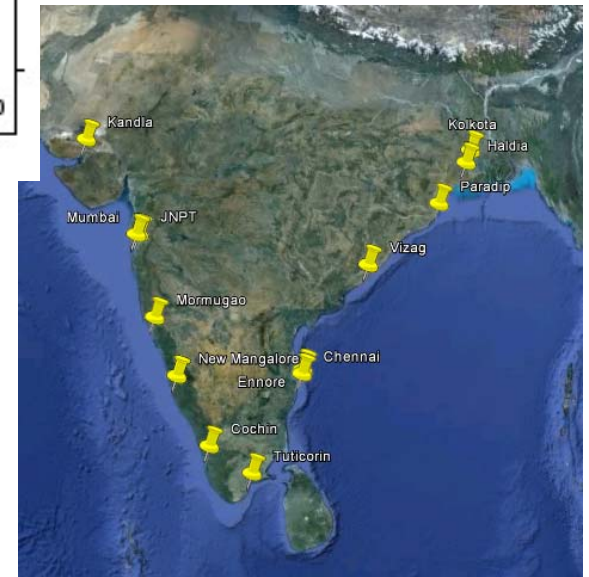 Kandla
Kolkota
Haldia
Paradip
Mumbai
JNPT
Vizag
Mormugao
New Mangalore
Chennai
Ennore
Cochin
Tuticorin